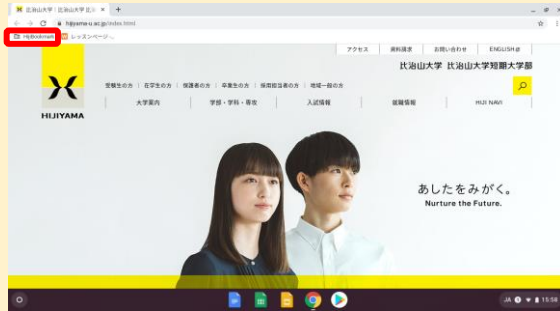 比治山大学｜比治山大学 比治
hijiyama-u.ac.jp/index.html
HijiBookmark レッスンページ -...
アクセス 資料請求 お問い合わせ ENGLISH
比治山大学 比治山大学短期大学部
受験生の方 | 在学生の方 | 保護者の方 | 卒業生の方 | 採用担当者の方 | 地域一般の方
大学案内 学部・学科・専攻 入試情報 就職情報 HIJI NAVI
HIJIYAMA
あしたをみがく。
Nurture the Future.
JA 15:58